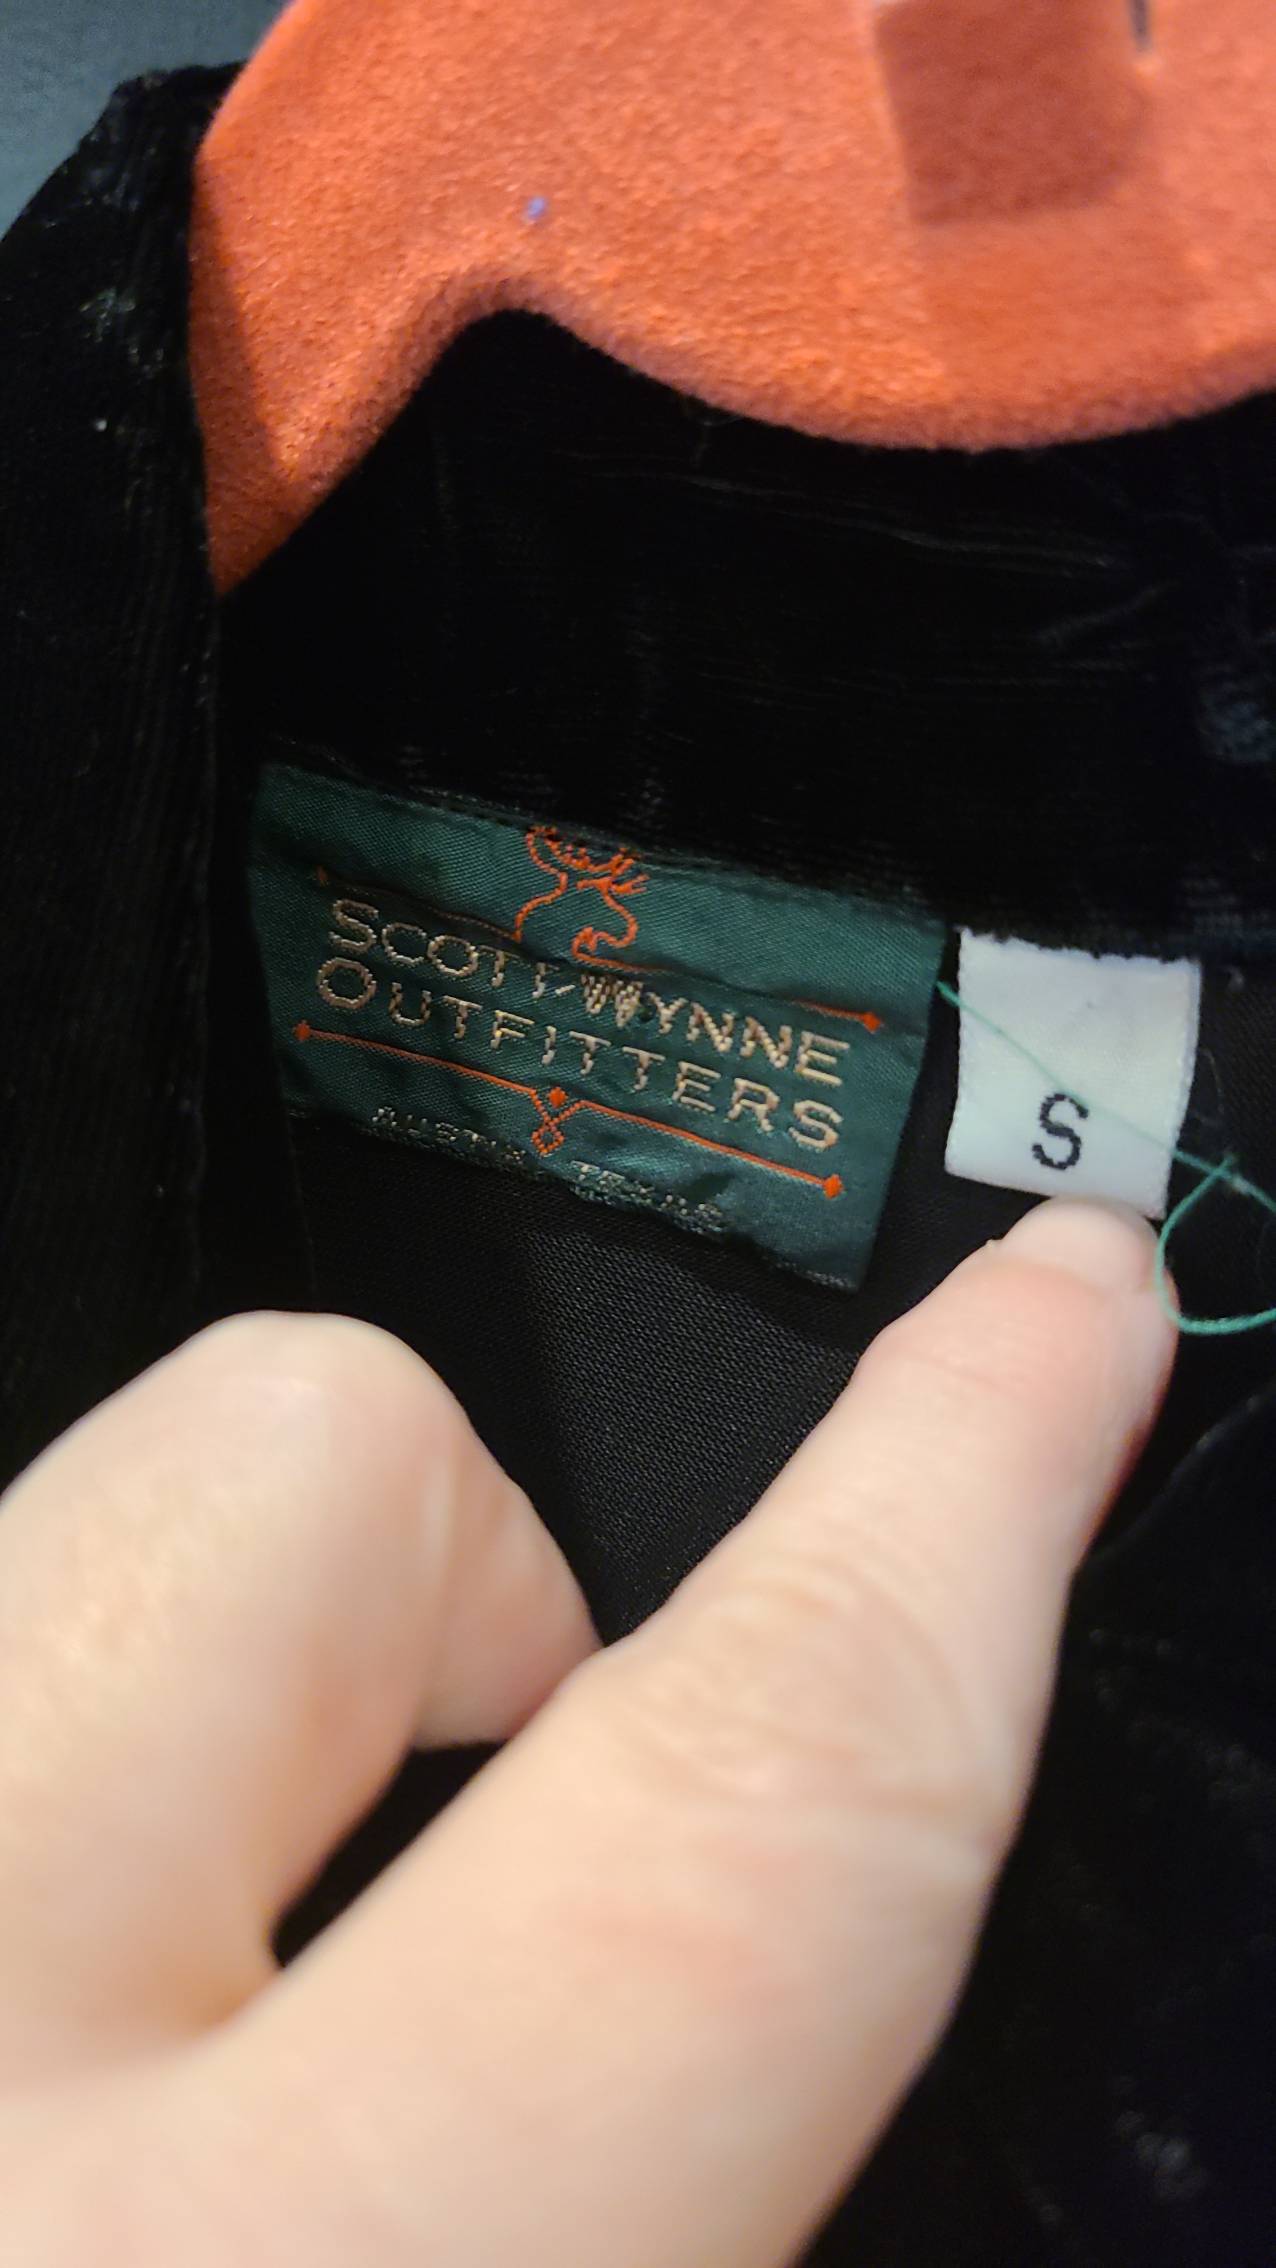 SCOTT-WYNNE
OUTFITTERS
AUSTIN, TEXAS
S